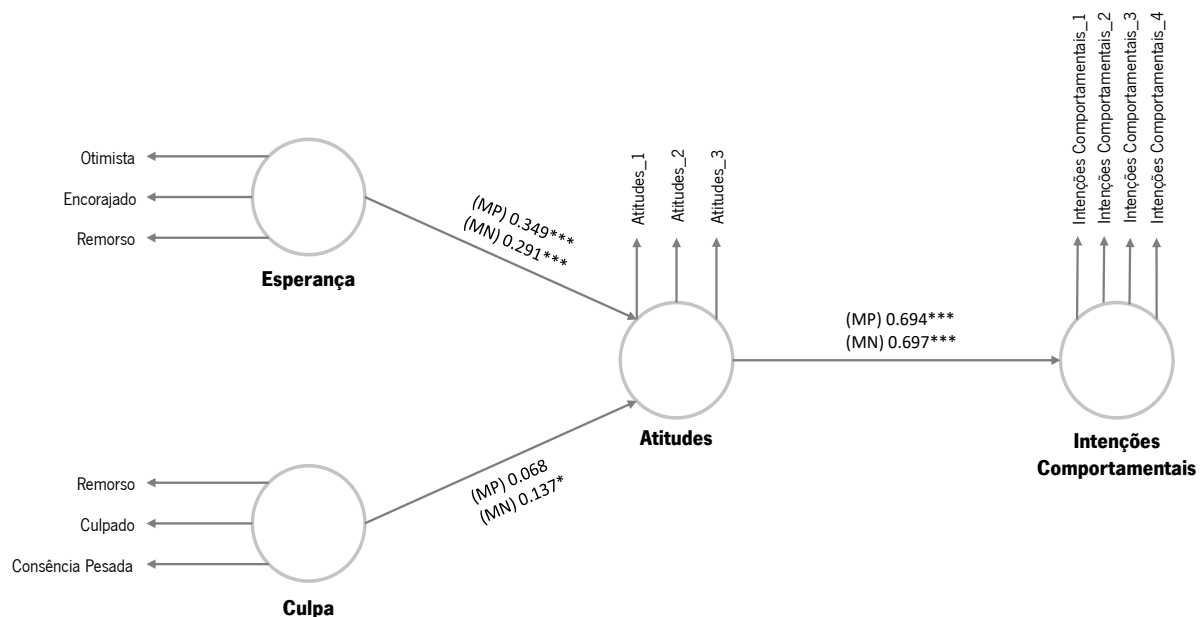 Otimista
Encorajado
Remorso
Esperança
(MP) 0.349***
(MN) 0.291***
Atitudes_1
Atitudes_2
Atitudes_3
Atitudes
(MP) 0.694***
(MN) 0.697***
Intenções Comportamentais_1
Intenções Comportamentais_2
Intenções Comportamentais_3
Intenções Comportamentais_4
Intenções
Comportamentais
Remorso
Culpado
Consência Pesada
Culpa
(MP) 0.068
(MN) 0.137*